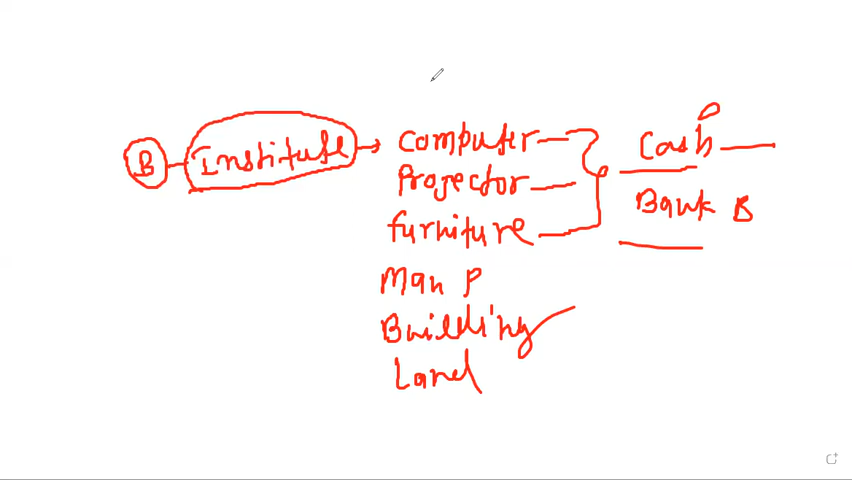 B Institute → Computer
Projector
furniture
Man P
Building
Land
Cash
Bank B